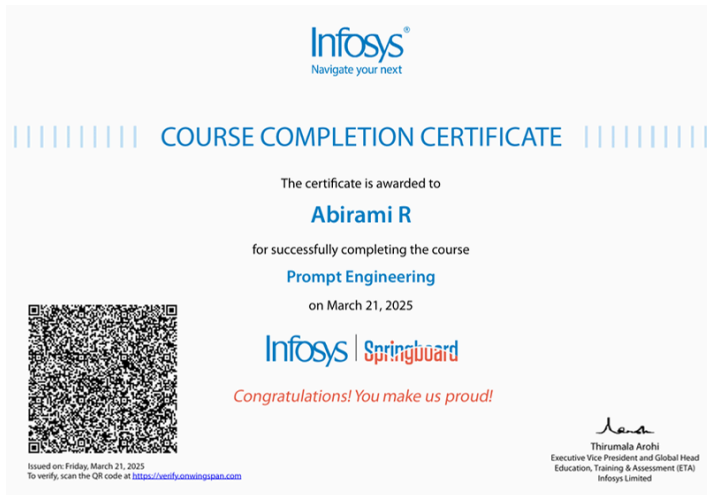 Infosys®
Navigate your next
COURSE COMPLETION CERTIFICATE
The certificate is awarded to
Abirami R
for successfully completing the course
Prompt Engineering
on March 21, 2025
Infosys | Springboard
Congratulations! You make us proud!
Thirumala Arohi
Executive Vice President and Global Head
Education, Training & Assessment (ETA)
Infosys Limited
Issued on: Friday, March 21, 2025
To verify, scan the QR code at https://verify.onwingspan.com